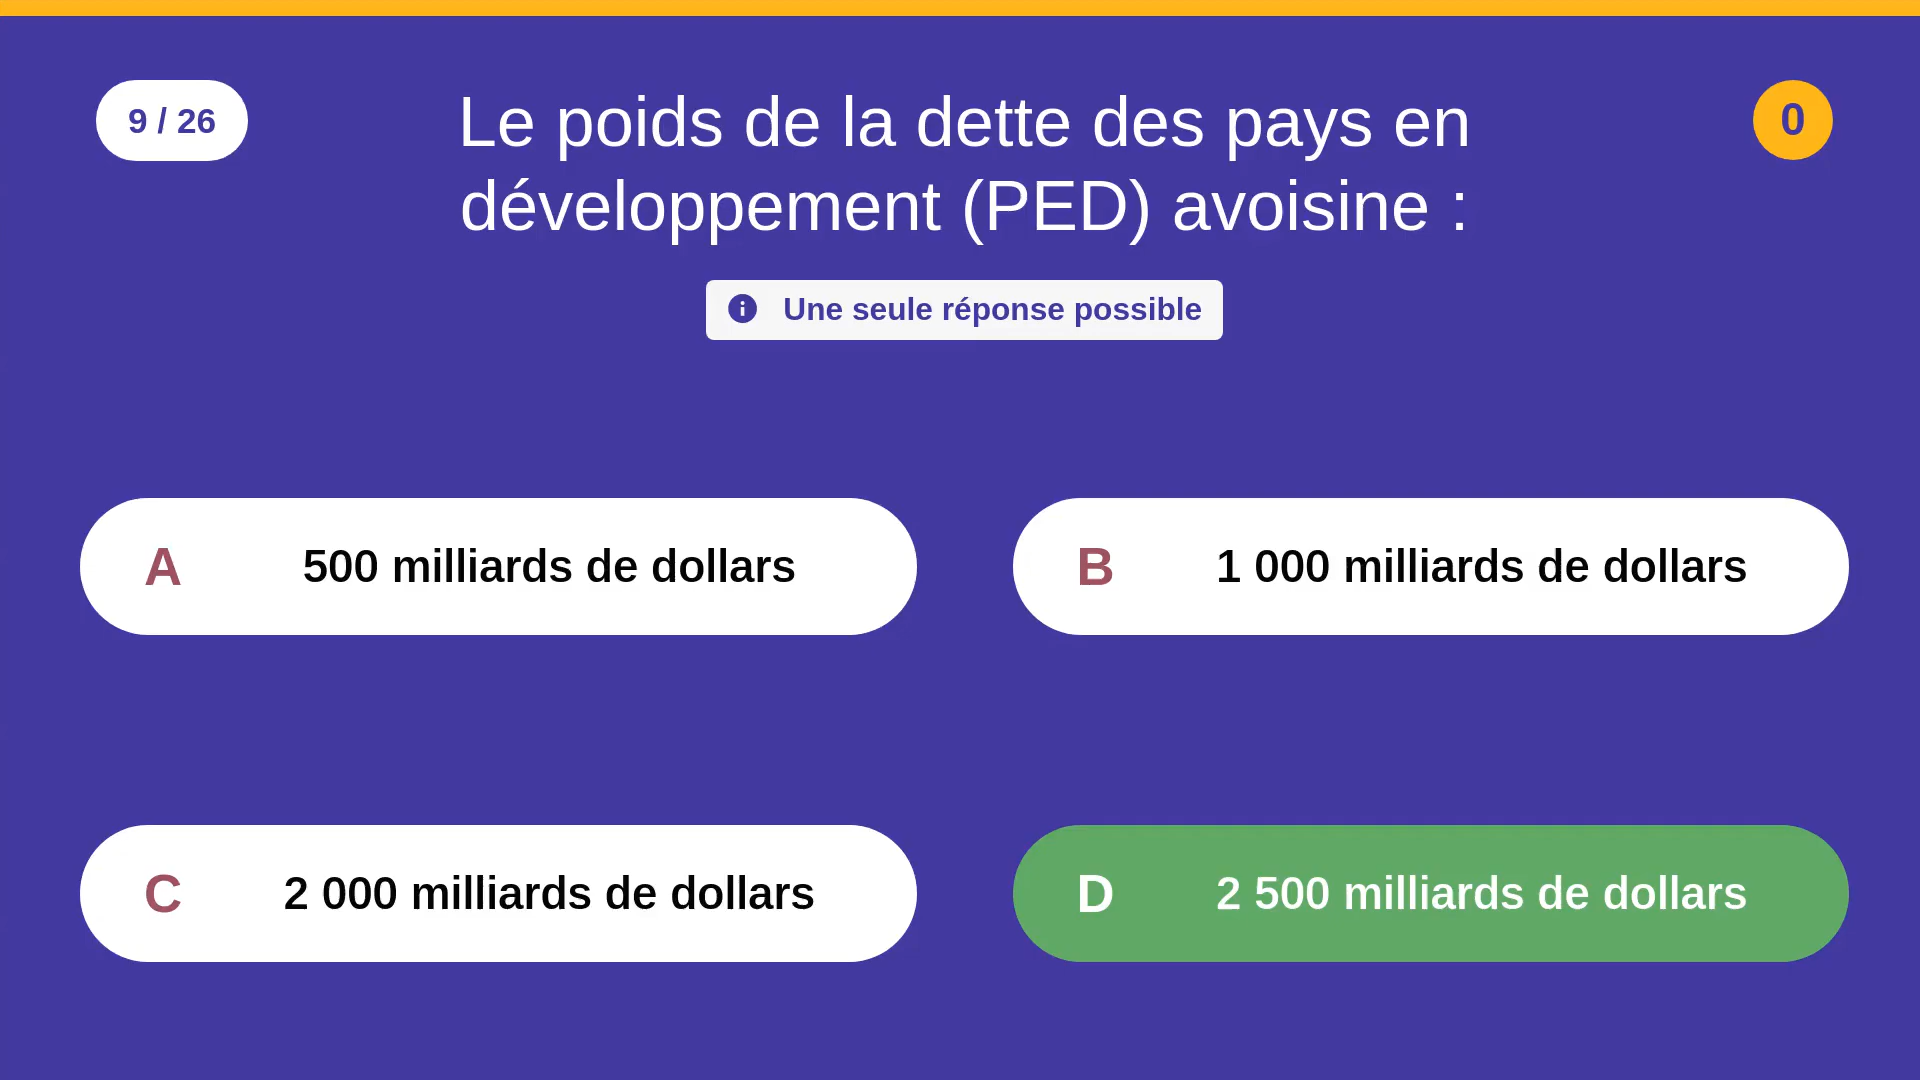 9 / 26
Le poids de la dette des pays en
développement (PED) avoisine :
0
Une seule réponse possible
A 500 milliards de dollars
B 1 000 milliards de dollars
C 2 000 milliards de dollars
D 2 500 milliards de dollars